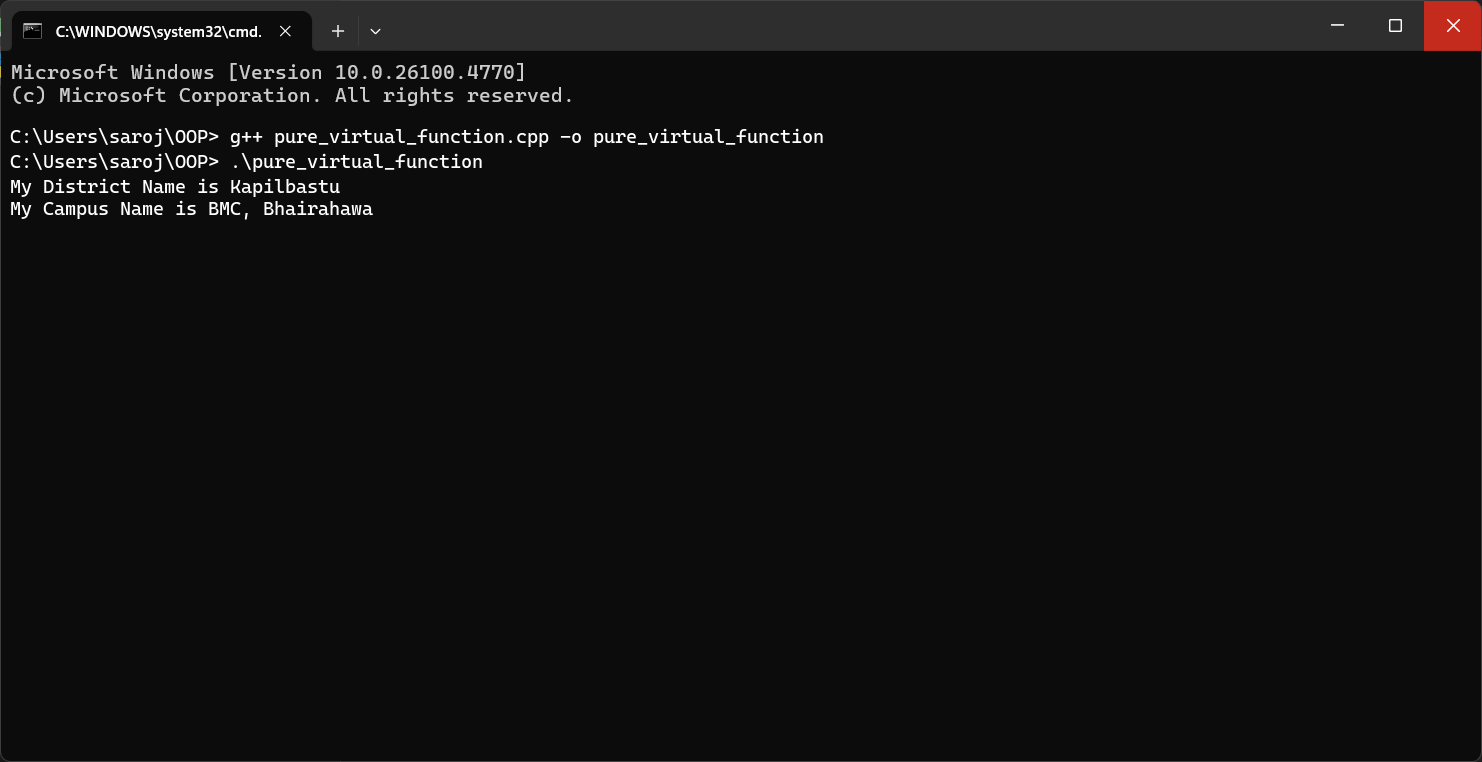 C:\WINDOWS\system32\cmd.
Microsoft Windows [Version 10.0.26100.4770]
(c) Microsoft Corporation. All rights reserved.
C:\Users\saroj\OOP> g++ pure_virtual_function.cpp -o pure_virtual_function
C:\Users\saroj\OOP> .\pure_virtual_function
My District Name is Kapilbastu
My Campus Name is BMC, Bhairahawa